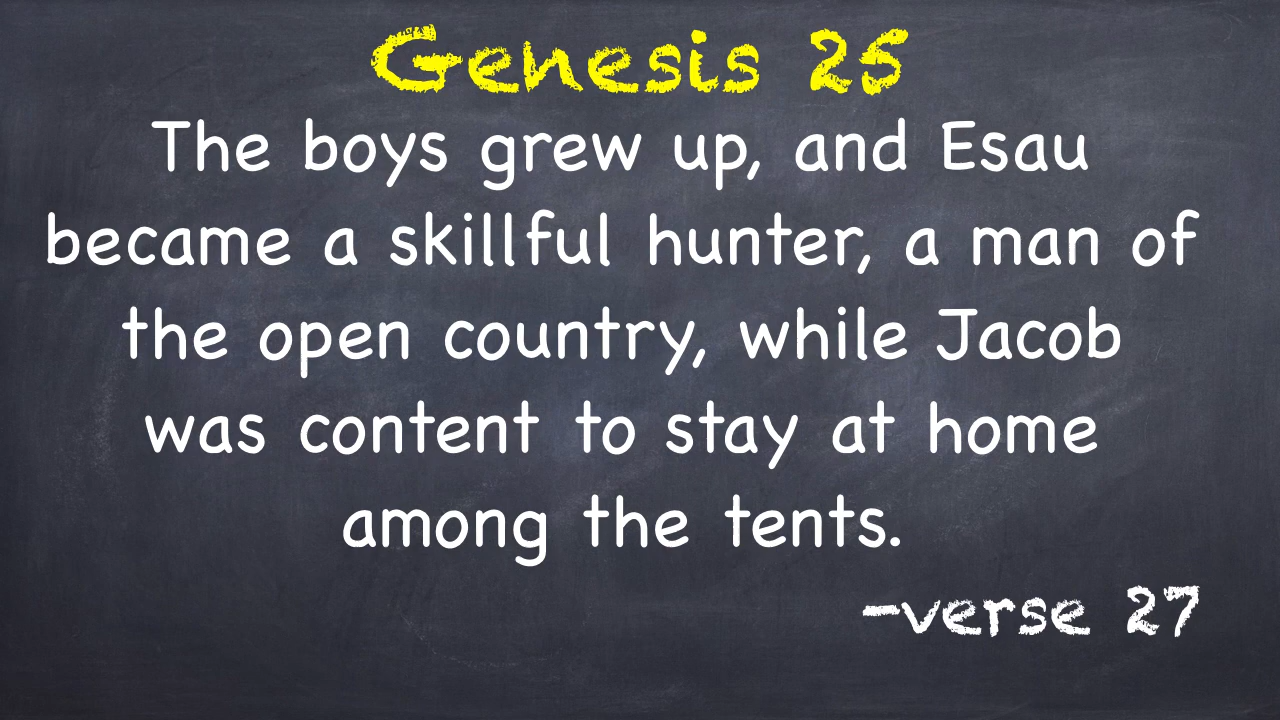 Genesis 25
The boys grew up, and Esau
became a skillful hunter, a man of
the open country, while Jacob
was content to stay at home
among the tents.
-verse 27